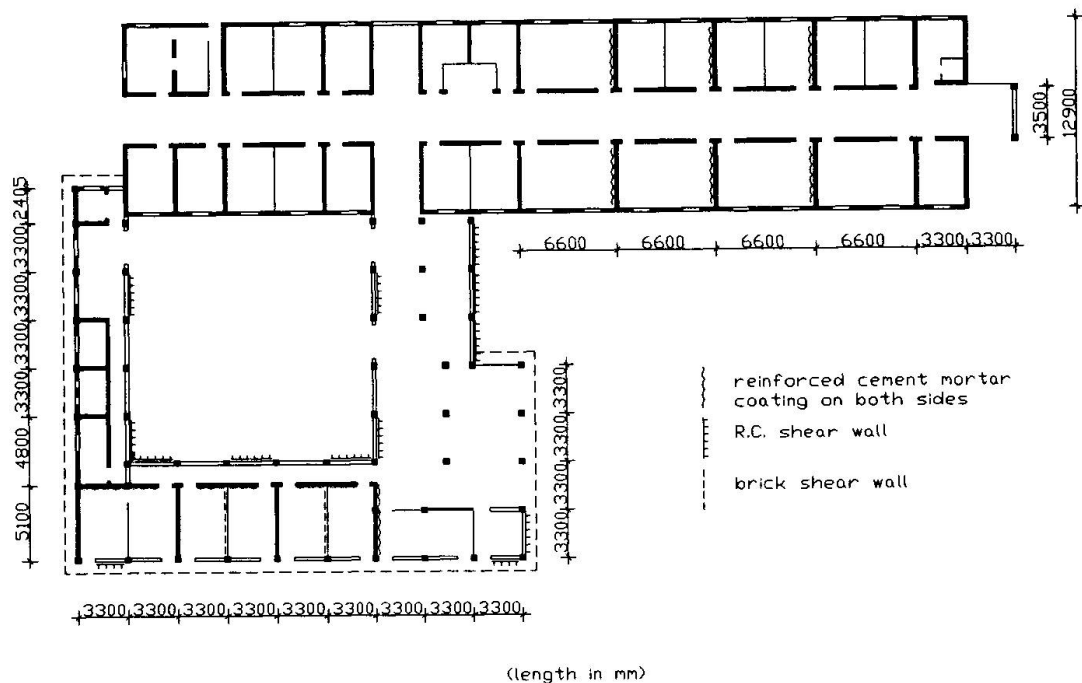 3500
12900
6600 6600 6600 6600 3300 3300
2405
3300
3300
3300
3300
4800
5100
3300
3300
3300
3300
reinforced cement mortar
coating on both sides
R.C. shear wall
brick shear wall
3300 3300 3300 3300 3300 3300 3300 3300 3300
(length in mm)